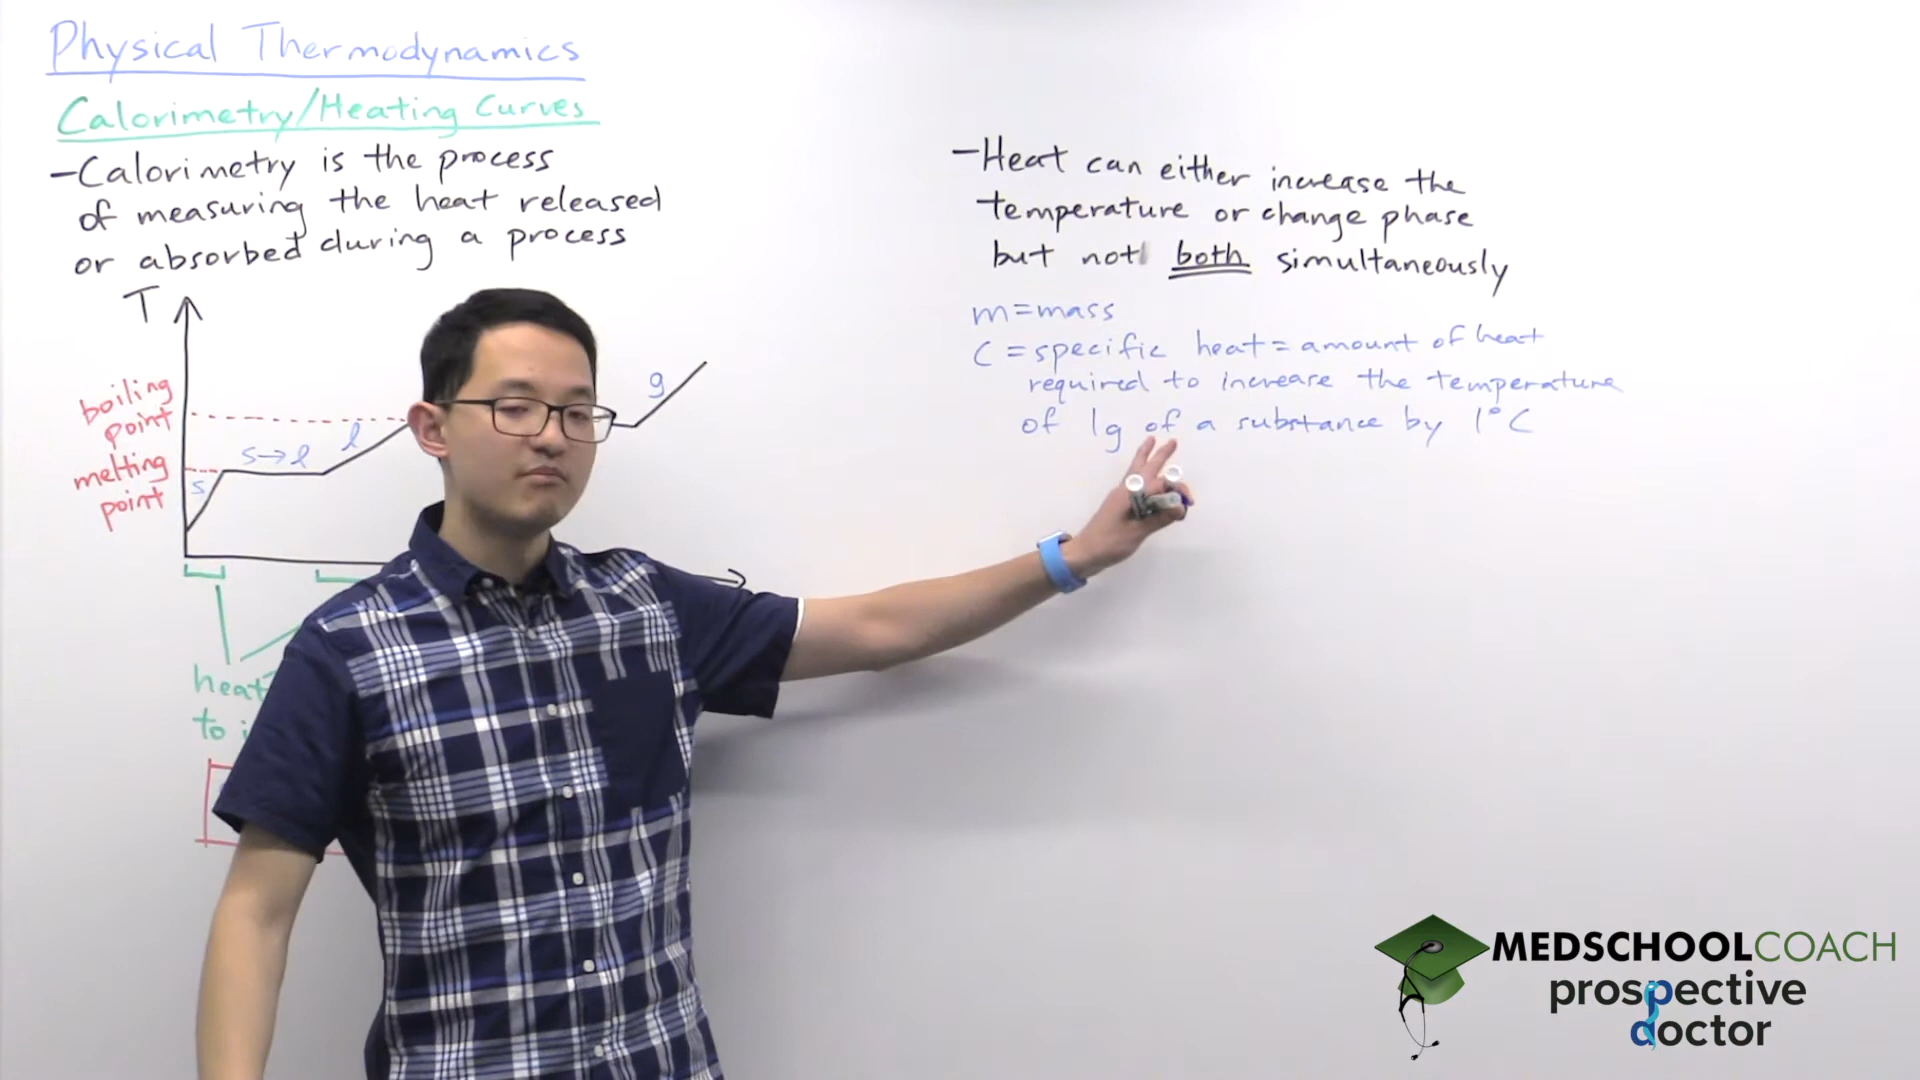 Physical Thermodynamics
Calorimetry/Heating Curves
-Calorimetry is the process
of measuring the heat released
or absorbed during a process
T
boiling
point
melting
point
s
s→l
l
g
heat
to
-Heat can either increase the
temperature or change phase
but not both simultaneously
m=mass
C=specific heat=amount of heat
required to increase the temperature
of 1g of a substance by 1°C
MEDSCHOOLCOACH
prospective
doctor